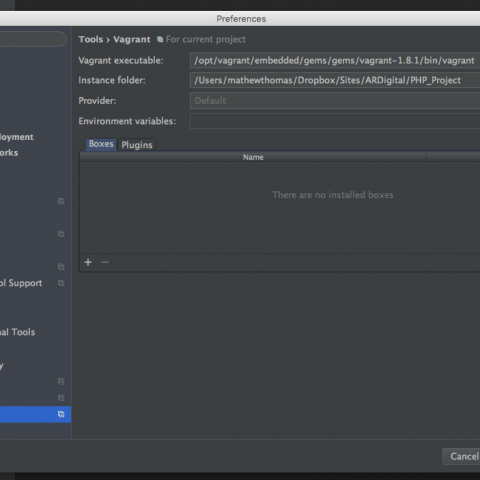 Preferences
Tools › Vagrant For current project
Vagrant executable: /opt/vagrant/embedded/gems/gems/vagrant-1.8.1/bin/vagrant
Instance folder: /Users/mathewthomas/Dropbox/Sites/ARDigital/PHP_Project
Provider: Default
Environment variables:
Boxes Plugins
Name
There are no installed boxes
+ −
loyment
orks
ol Support
nal Tools
y
Cancel